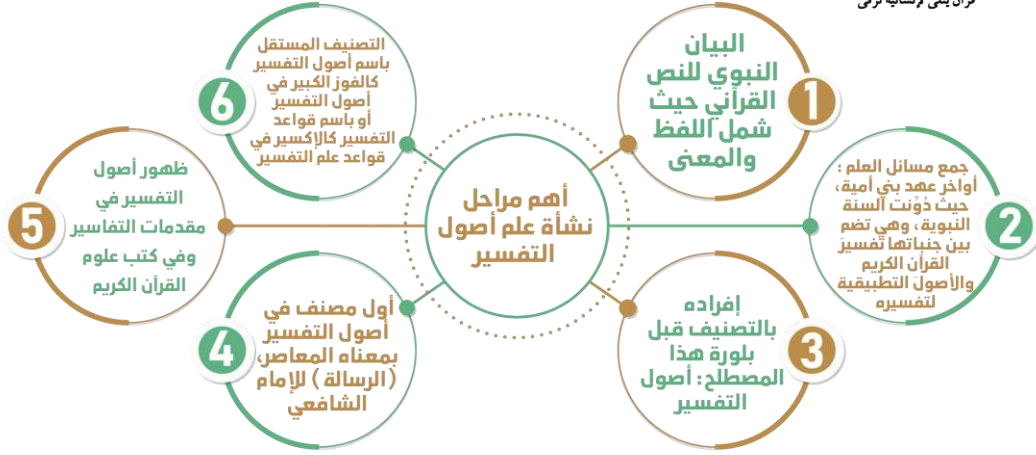 قرآن يتلى لإنسانية ترقى
أهم مراحل
نشأة علم أصول
التفسير
1
البيان
النبوي للنص
القرآني حيث
شمل اللفظ
والمعنى
2
جمع مسائل العلم :
أواخر عهد بني أمية،
حيث دُوِّنت السنة
النبوية، وهي تضم
بين جنباتها تفسيرَ
القرآن الكريم
والأصولَ التطبيقية
لتفسيره
3
إفراده
بالتصنيف قبل
بلورة هذا
المصطلح: أصول
التفسير
4
أول مصنف في
أصول التفسير
بمعناه المعاصر،
(الرسالة) للإمام
الشافعي
5
ظهور أصول
التفسير في
مقدمات التفاسير
وفي كتب علوم
القرآن الكريم
6
التصنيف المستقل
باسم أصول التفسير
كالفوز الكبير في
أصول التفسير
أو باسم قواعد
التفسير كالإكسير في
قواعد علم التفسير